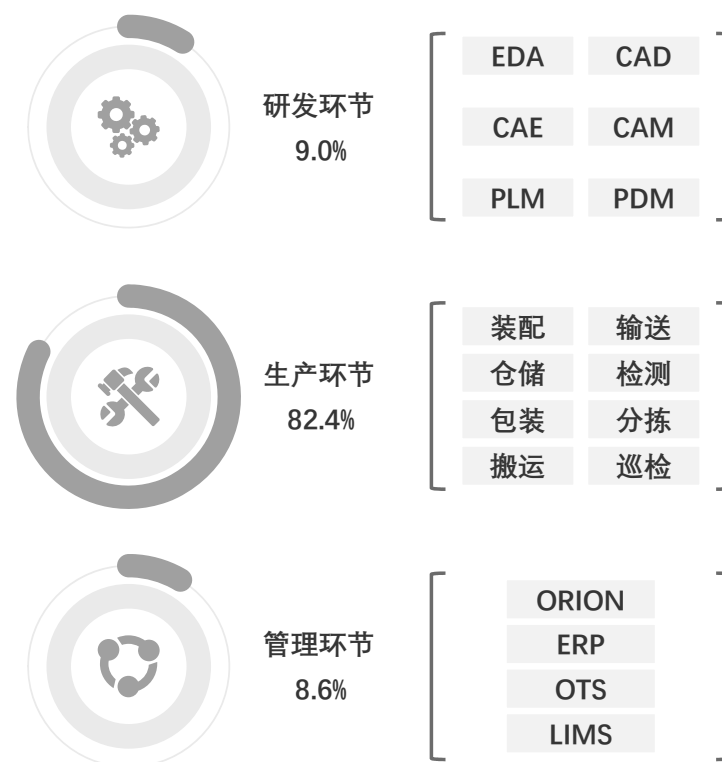 研发环节
9.0%
EDA CAD
CAE CAM
PLM PDM
生产环节
82.4%
装配 输送
仓储 检测
包装 分拣
搬运 巡检
管理环节
8.6%
ORION
ERP
OTS
LIMS